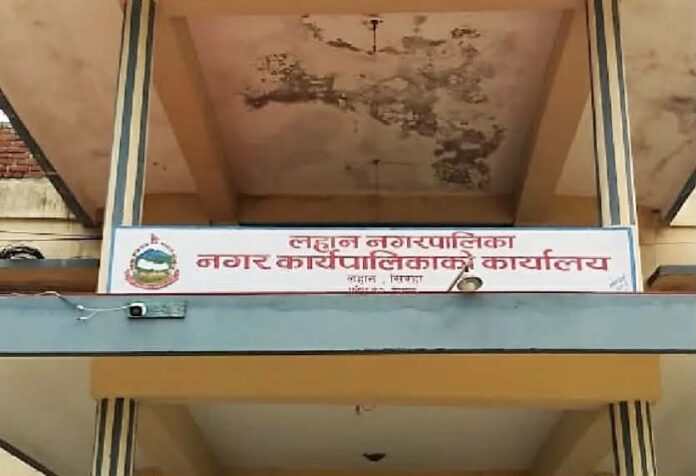 लहान नगरपालिका
नगर कार्यपालिकाको कार्यालय
लहान , सिरहा